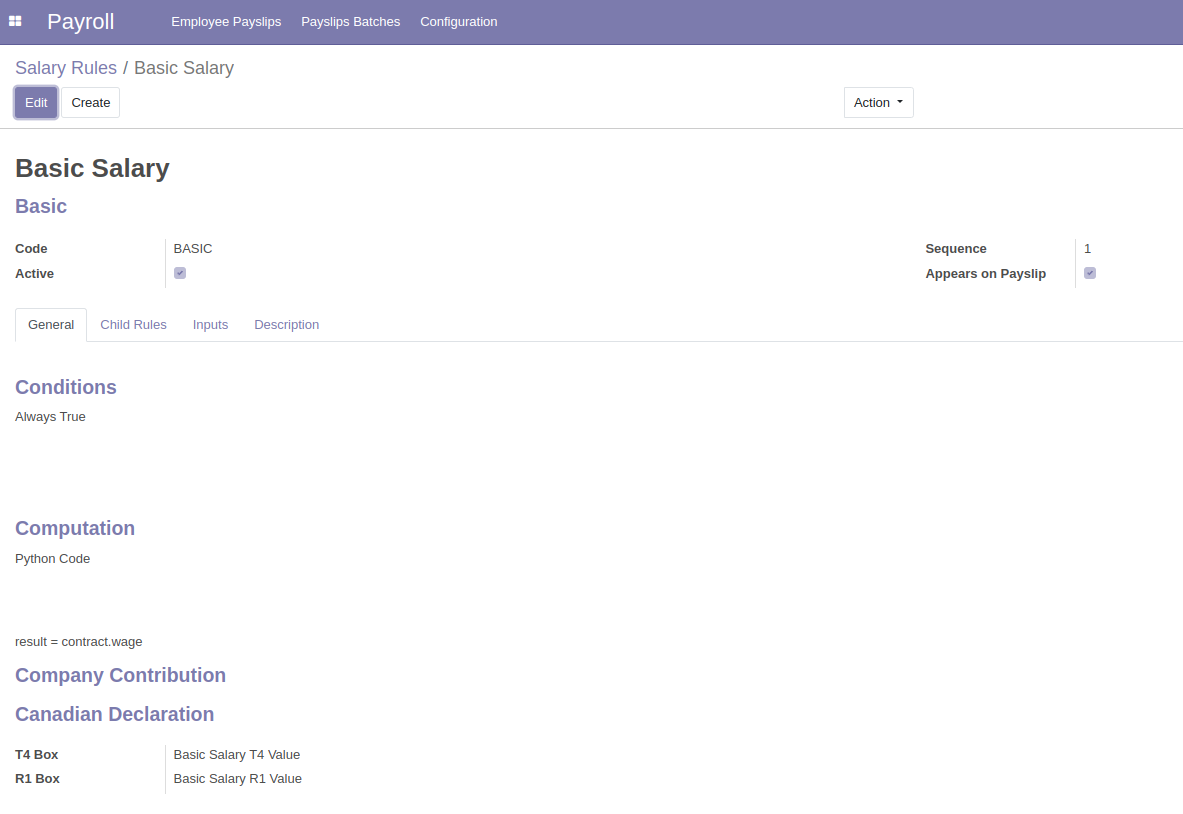 Payroll Employee Payslips Payslips Batches Configuration
Salary Rules / Basic Salary
Edit Create Action
Basic Salary
Basic
Code BASIC Sequence 1
Active Appears on Payslip
General Child Rules Inputs Description
Conditions
Always True
Computation
Python Code
result = contract.wage
Company Contribution
Canadian Declaration
T4 Box Basic Salary T4 Value
R1 Box Basic Salary R1 Value